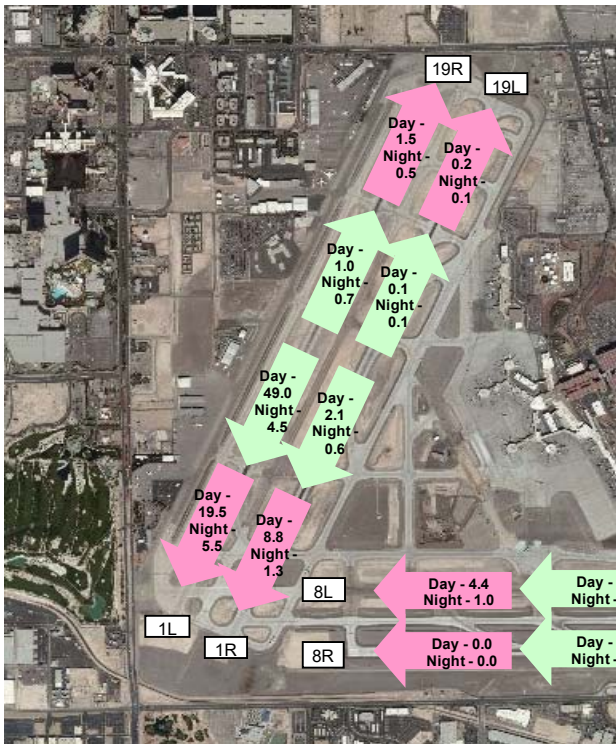 19R
19L
Day -
1.5
Night -
0.5
Day -
0.2
Night -
0.1
Day -
1.0
Night -
0.7
Day -
0.1
Night -
0.1
Day -
49.0
Night -
4.5
Day -
2.1
Night -
0.6
Day -
19.5
Night -
5.5
Day -
8.8
Night -
1.3
8L
Day - 4.4
Night - 1.0
Day -
Night -
1L
1R
8R
Day - 0.0
Night - 0.0
Day -
Night -